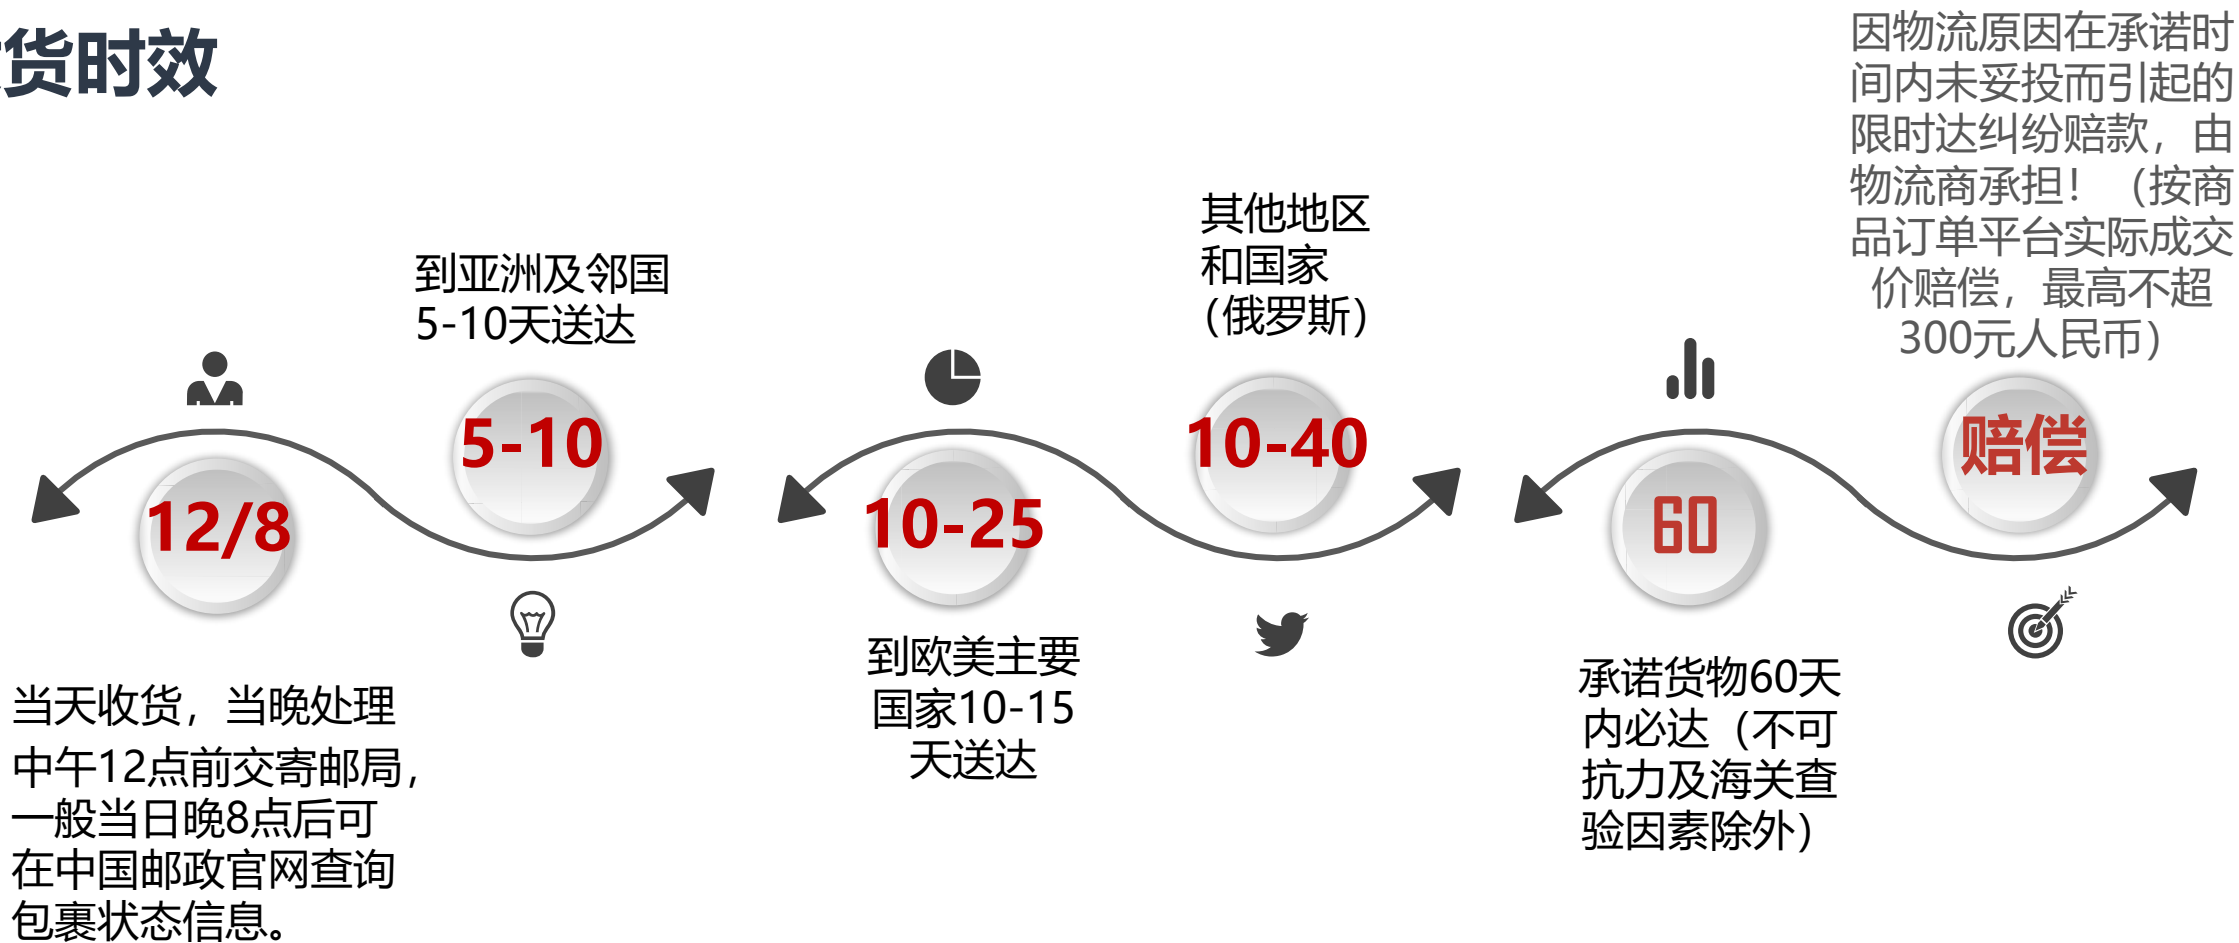 货时效
12/8
当天收货，当晚处理
中午12点前交寄邮局，
一般当日晚8点后可
在中国邮政官网查询
包裹状态信息。
到亚洲及邻国
5-10天送达
5-10
10-25
到欧美主要
国家10-15
天送达
其他地区
和国家
（俄罗斯）
10-40
60
承诺货物60天
内必达（不可
抗力及海关查
验因素除外）
因物流原因在承诺时
间内未妥投而引起的
限时达纠纷赔款，由
物流商承担！（按商
品订单平台实际成交
价赔偿，最高不超
300元人民币）
赔偿